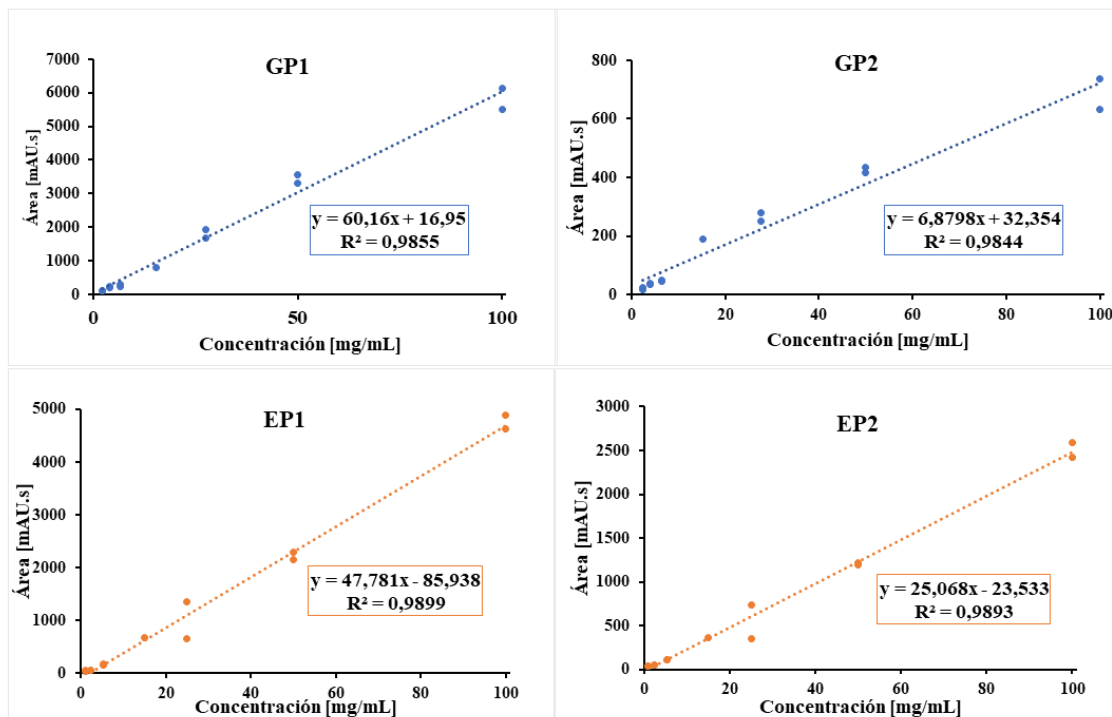 GP1
Área [mAU.s]
7000
6000
5000
4000
3000
2000
1000
0
y = 60,16x + 16,95
R² = 0,9855
0 50 100
Concentración [mg/mL]
GP2
Área [mAU.s]
800
600
400
200
0
y = 6,8798x + 32,354
R² = 0,9844
0 20 40 60 80 100
Concentración [mg/mL]
EP1
Área [mAU.s]
5000
4000
3000
2000
1000
0
y = 47,781x - 85,938
R² = 0,9899
0 20 40 60 80 100
Concentración [mg/mL]
EP2
Área [mAU.s]
3000
2500
2000
1500
1000
500
0
y = 25,068x - 23,533
R² = 0,9893
0 20 40 60 80 100
Concentración [mg/mL]